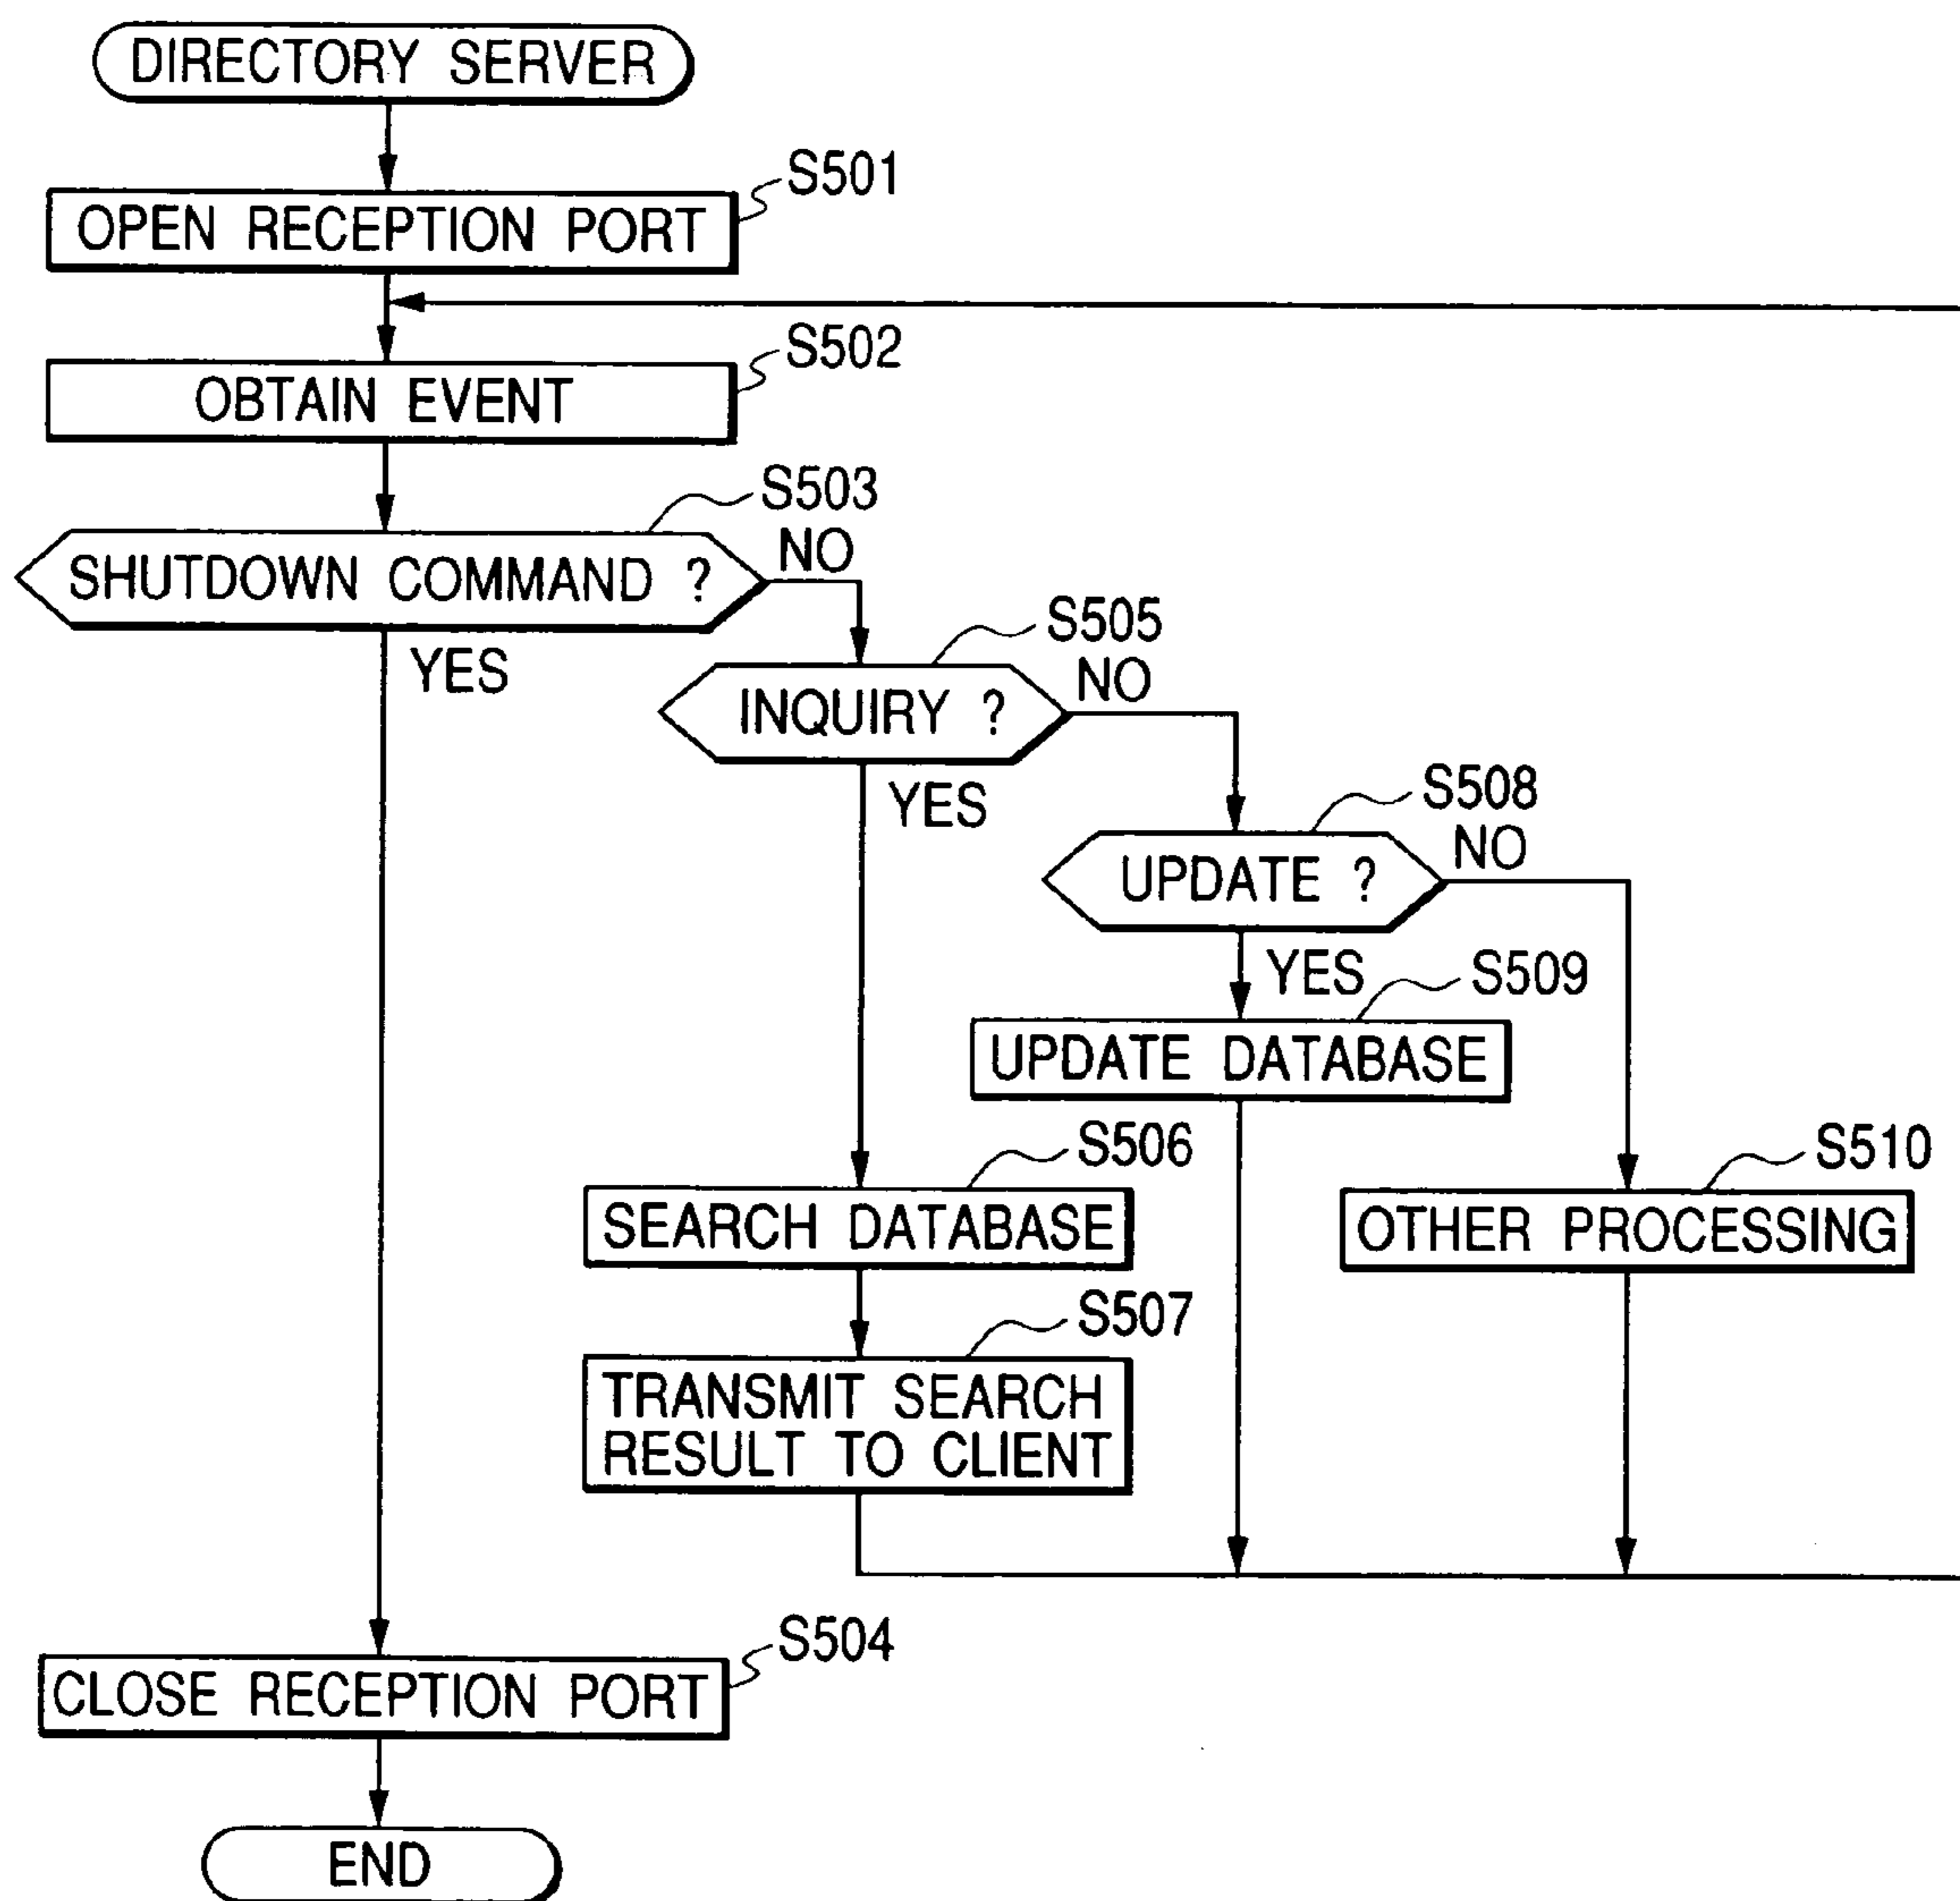 DIRECTORY SERVER
S501
OPEN RECEPTION PORT
S502
OBTAIN EVENT
S503
SHUTDOWN COMMAND ?
NO
YES
S505
INQUIRY ?
NO
YES
S508
UPDATE ?
NO
YES
S509
UPDATE DATABASE
S506
SEARCH DATABASE
S510
OTHER PROCESSING
S507
TRANSMIT SEARCH
RESULT TO CLIENT
S504
CLOSE RECEPTION PORT
END